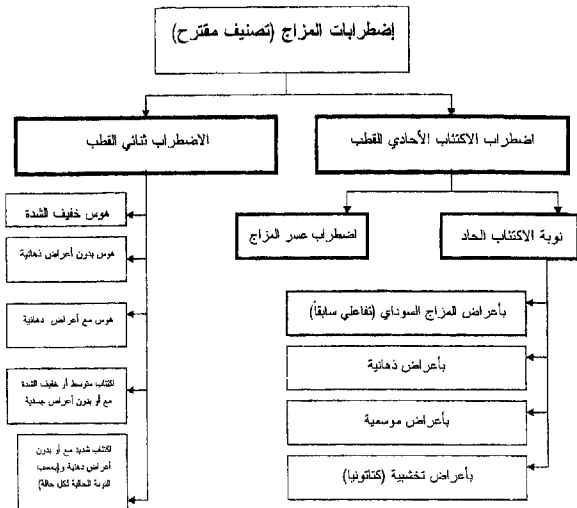 إضطرابات المزاج (تصنيف مقترح)
اضطراب الاكتئاب الأحادي القطب
الاضطراب ثنائي القطب
نوبة الاكتئاب الحاد
اضطراب عسر المزاج
بأعراض المزاج السوداي (تفاعلي سابقاً)
بأعراض ذهانية
بأعراض موسمية
بأعراض تخشبية (كتاتونيا)
هوس خفيف الشدة
هوس بدون أعراض ذهانية
هوس مع أعراض ذهانية
اكتئاب متوسط أو خفيف الشدة
مع أو بدون أعراض جسدية
اكتئاب شديد مع أو بدون
أعراض ذهنية و(بحسب
النوبة الحالية لكل حالة)